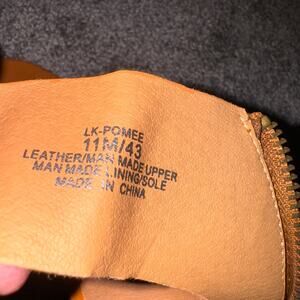 LK-POMEE
11M/43
LEATHER/MAN MADE UPPER
MAN MADE LINING/SOLE
MADE IN CHINA